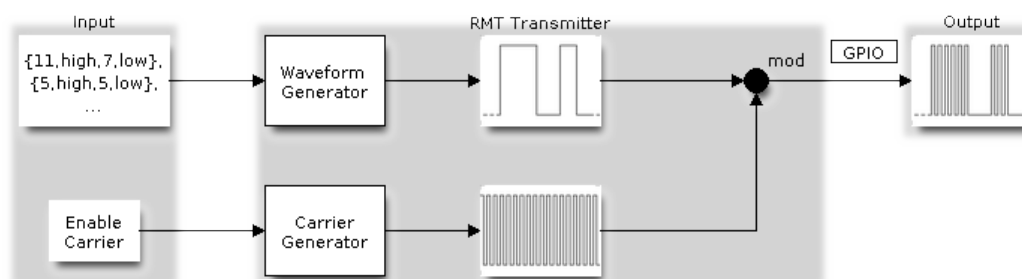 Input
RMT Transmitter
Output
{11,high,7,low},
{5,high,5,low},
...
Waveform
Generator
mod
GPIO
Enable
Carrier
Carrier
Generator